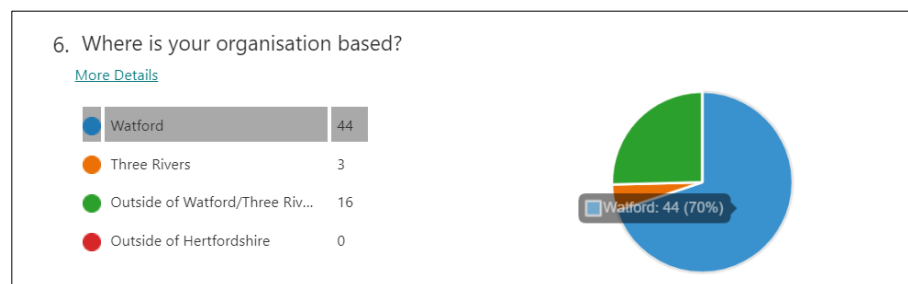 6. Where is your organisation based?
More Details
Watford 44
Three Rivers 3
Outside of Watford/Three Riv... 16
Outside of Hertfordshire 0
Watford: 44 (70%)